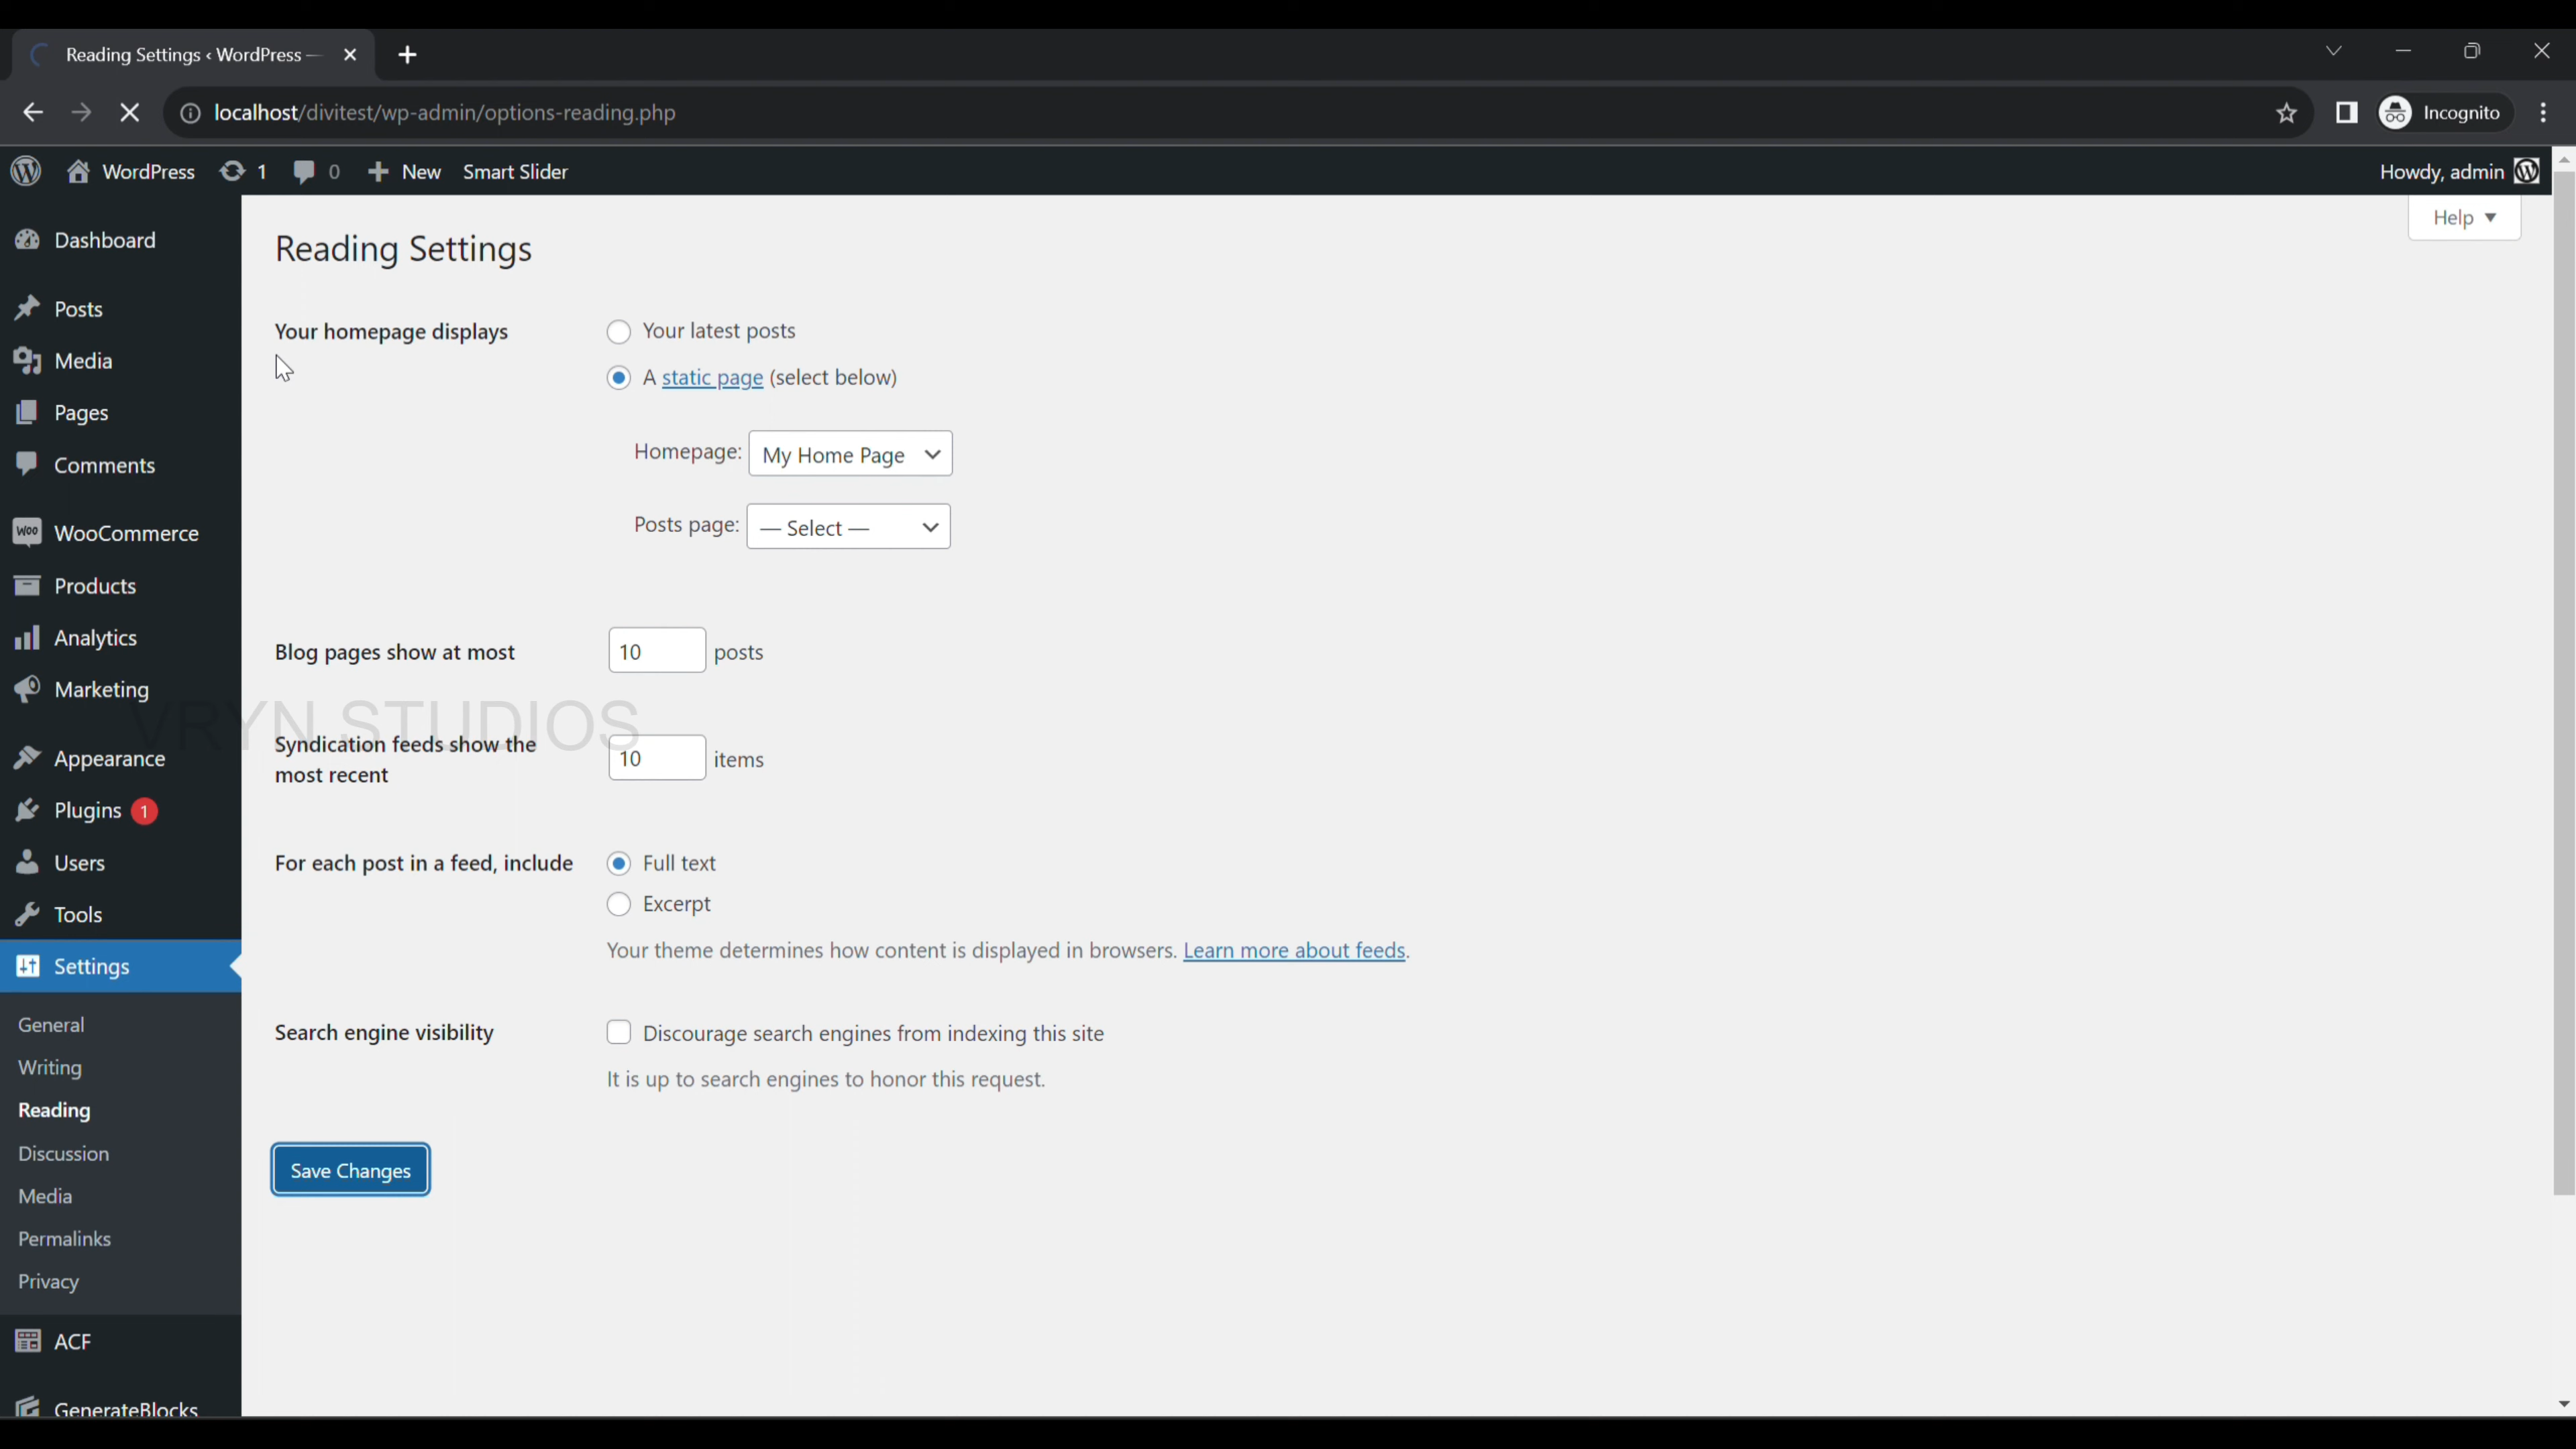 Reading Settings ‹ WordPress —
localhost/divitest/wp-admin/options-reading.php
Incognito
WordPress 1 0 New Smart Slider
Howdy, admin
Help
Dashboard
Posts
Media
Pages
Comments
WooCommerce
Products
Analytics
Marketing
Appearance
Plugins 1
Users
Tools
Settings
General
Writing
Reading
Discussion
Media
Permalinks
Privacy
ACF
GenerateBlocks
Reading Settings
Your homepage displays
Your latest posts
A static page (select below)
Homepage: My Home Page
Posts page: — Select —
Blog pages show at most 10 posts
VRYN STUDIOS
Syndication feeds show the
most recent
10 items
For each post in a feed, include
Full text
Excerpt
Your theme determines how content is displayed in browsers. Learn more about feeds.
Search engine visibility
Discourage search engines from indexing this site
It is up to search engines to honor this request.
Save Changes